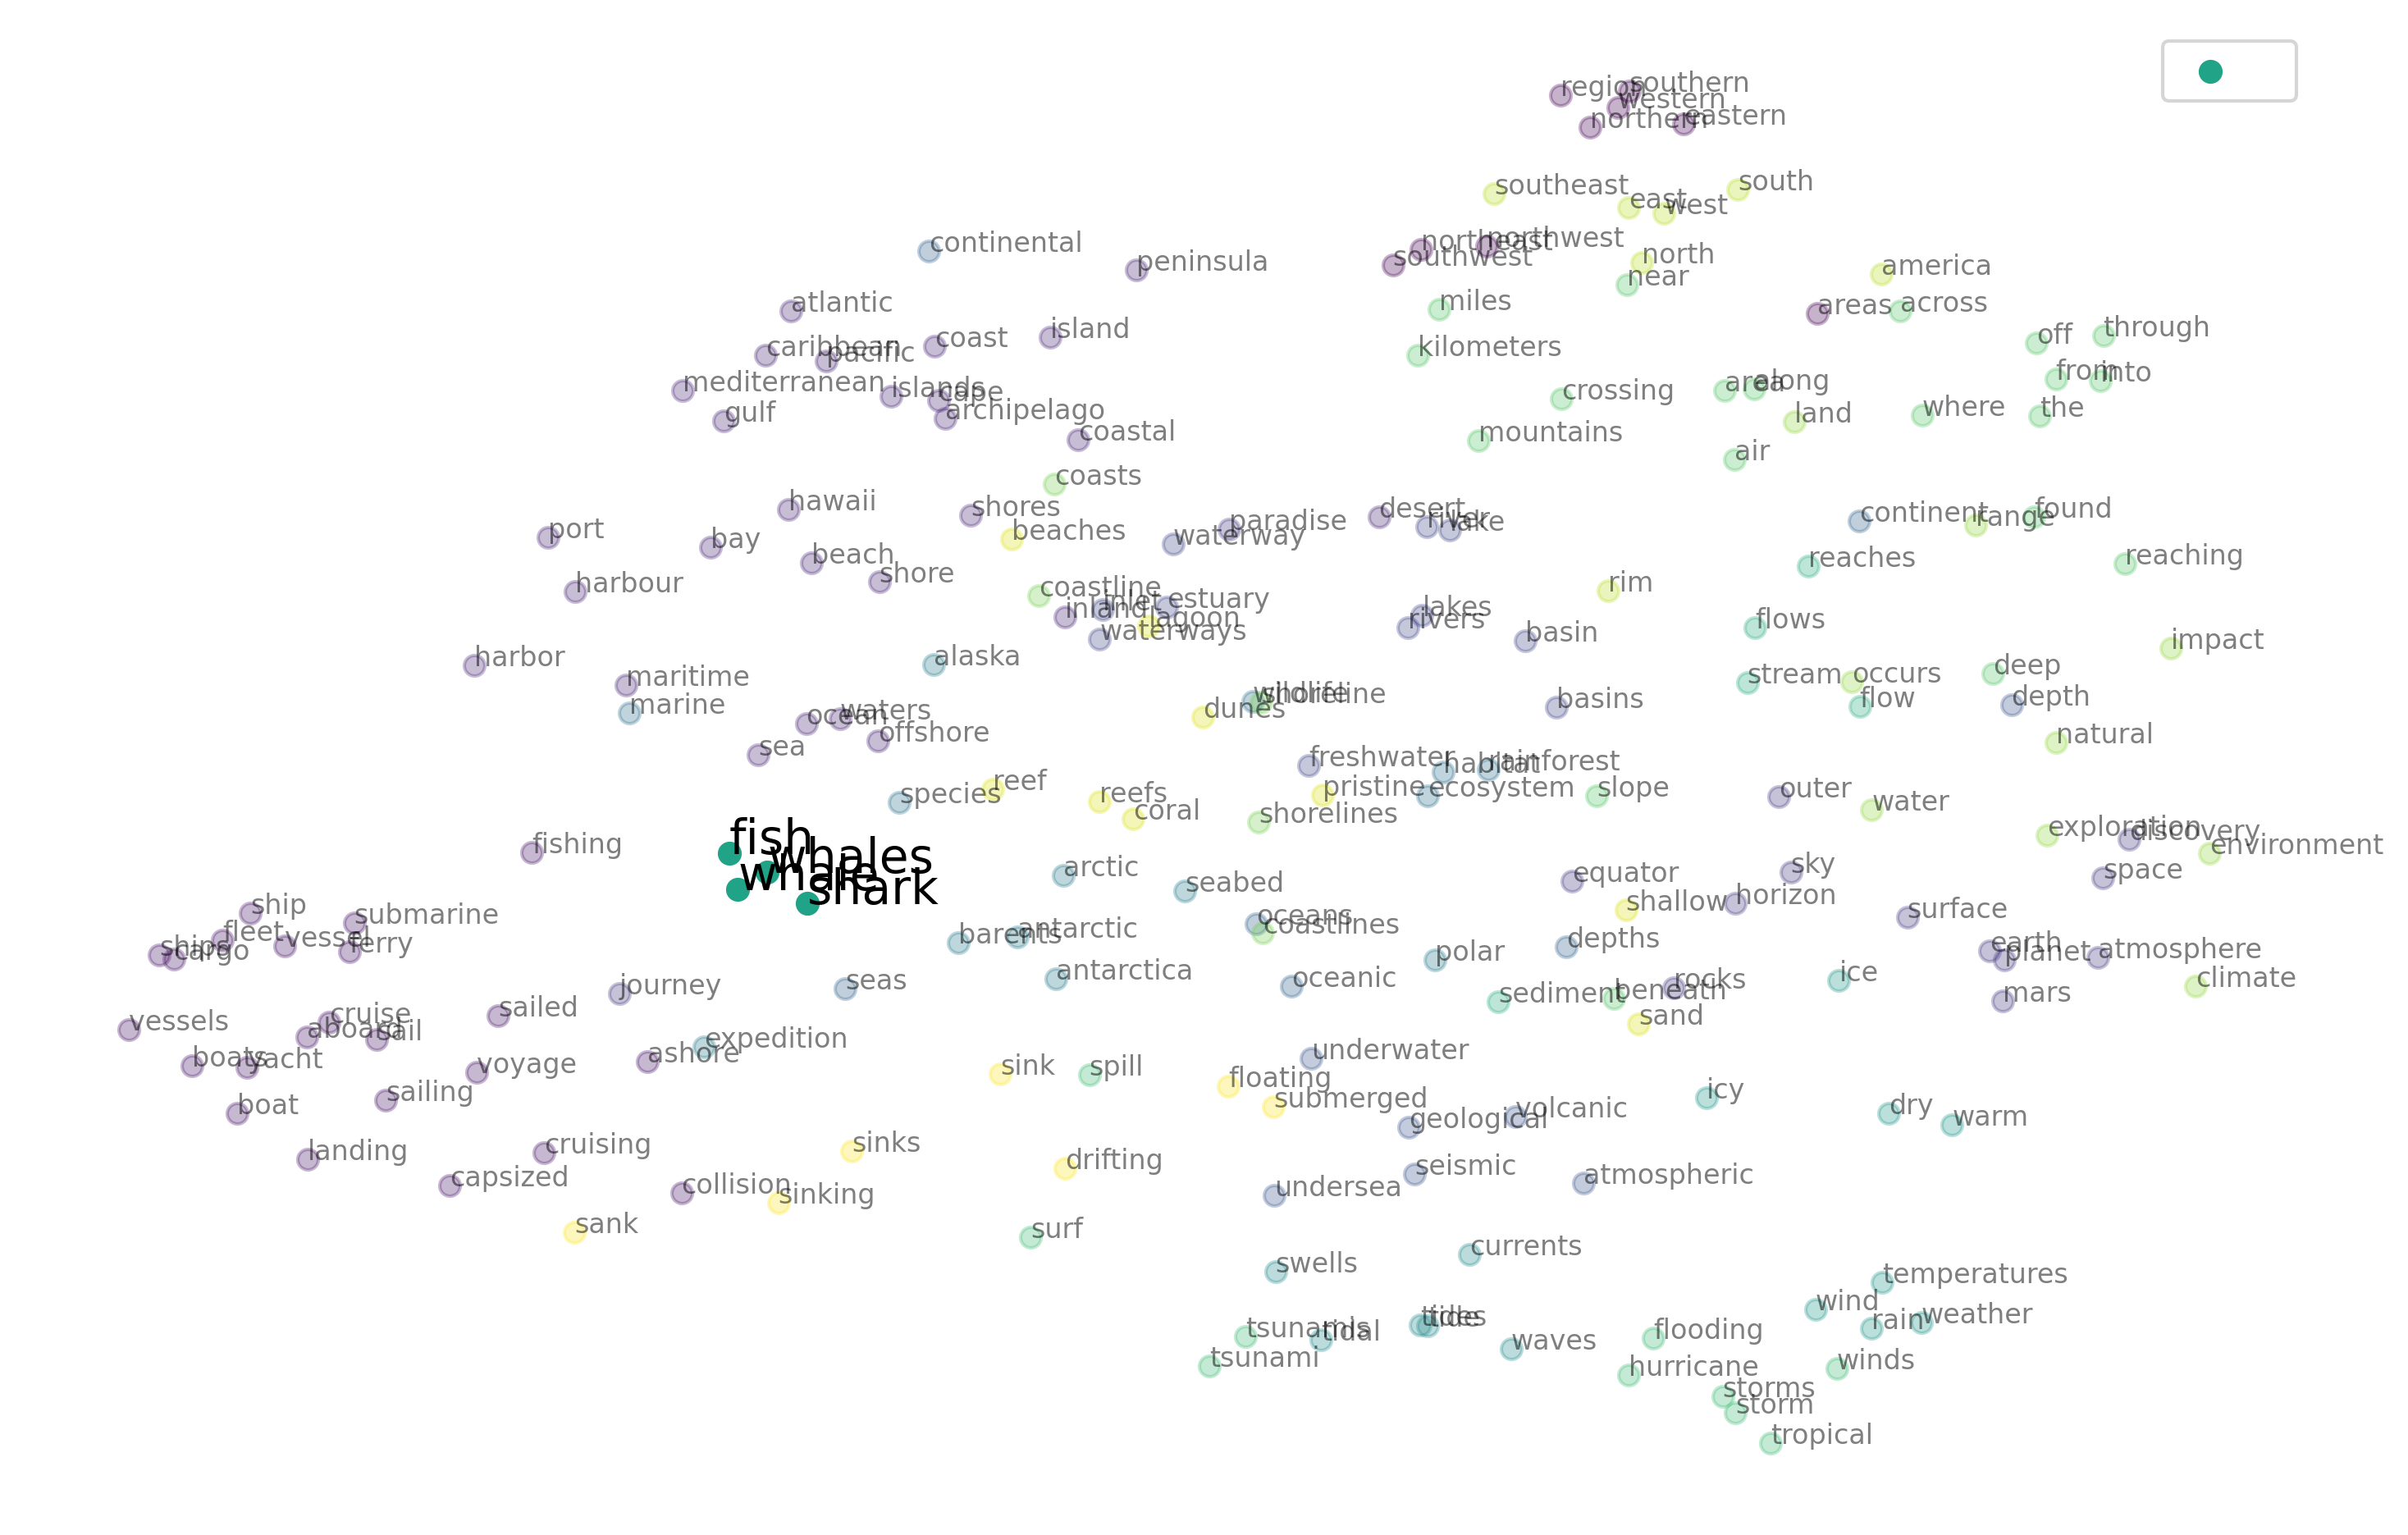 southern
region
western
northern
eastern
southeast
south
east
west
continental
northeast
northwest
north
southwest
near
peninsula
america
miles
areas
across
atlantic
island
off
through
coast
caribbean
pacific
kilometers
from
into
mediterranean
islands
cape
crossing
area
along
gulf
archipelago
land
where
the
coastal
mountains
air
coasts
hawaii
shores
paradise
desert
river
lake
continent
range
found
port
bay
beaches
waterway
beach
shore
reaches
reaching
harbour
coastline
inlet
estuary
rim
inland
lagoon
lakes
rivers
flows
waterways
basin
impact
harbor
alaska
maritime
stream
occurs
deep
marine
wildlife
shoreline
basins
flow
depth
ocean
waters
dunes
offshore
natural
sea
freshwater
habitat
rainforest
species
reef
reefs
pristine
ecosystem
slope
outer
water
coral
shorelines
exploration
discovery
environment
fishing
fish
whales
whale
shark
arctic
seabed
equator
sky
space
shallow
horizon
surface
ship
submarine
oceans
coastlines
fleet
vessel
ferry
ships
cargo
barents
antarctic
polar
depths
earth
planet
atmosphere
antarctica
seas
oceanic
rocks
ice
climate
journey
sediment
beneath
mars
sailed
sand
vessels
cruise
aboard
sail
expedition
ashore
boats
yacht
voyage
sink
spill
underwater
floating
submerged
icy
dry
warm
boat
sailing
geological
volcanic
landing
cruising
sinks
drifting
capsized
collision
sinking
undersea
seismic
atmospheric
sank
surf
currents
swells
temperatures
wind
rain
weather
tsunamis
tidal
tides
tide
waves
flooding
tsunami
hurricane
winds
storms
storm
tropical